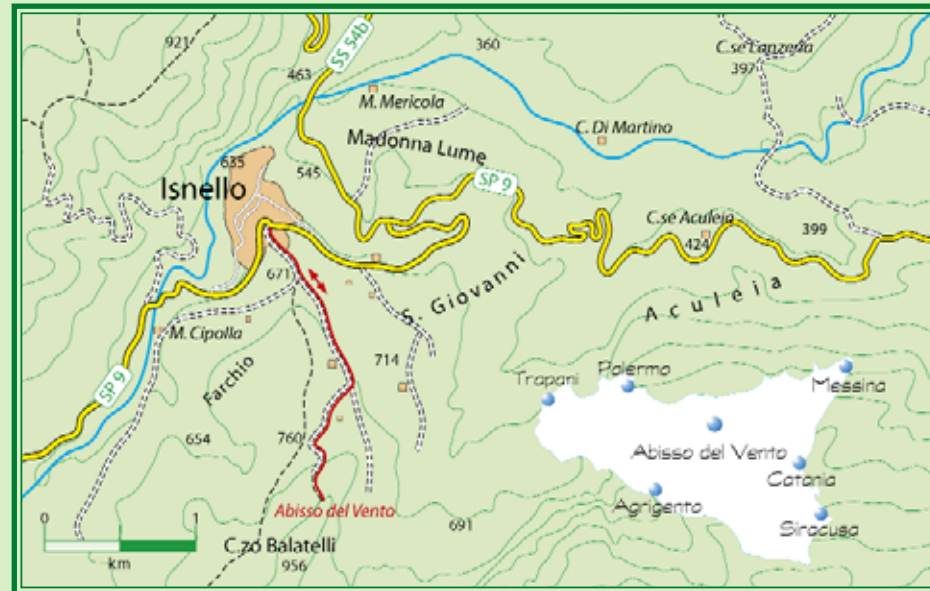 921
SS 54b
360
C.se Lanzeria
397
463
M. Mericola
C. Di Martino
Madonna Lume
635
545
Isnello
SP 9
C.se Aculeia
424
399
671
S. Giovanni
Aculeia
M. Cipolla
714
Farchio
SP 9
Trapani
Palermo
Messina
654
760
Abisso del Vento
Catania
Abisso del Vento
Agrigento
Siracusa
691
0
1
km
C.zo Balatelli
956